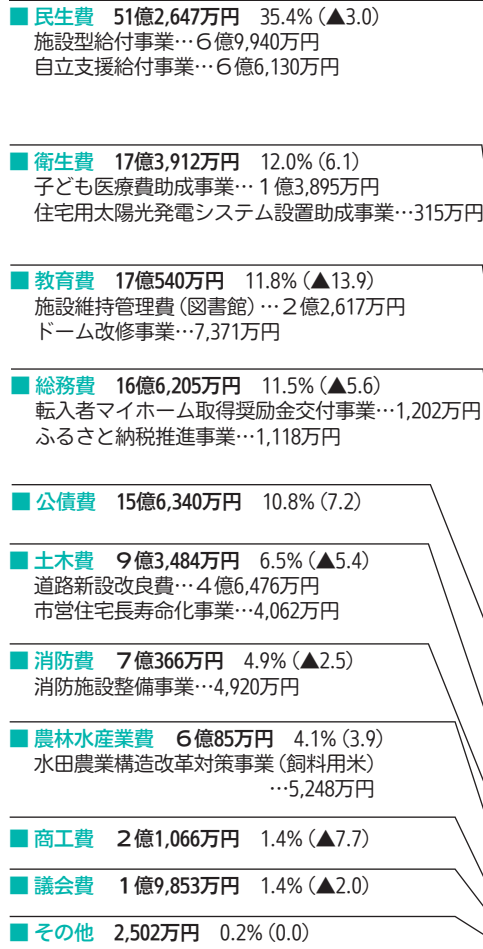 ■ 民生費 51億2,647万円 35.4% (▲3.0)
施設型給付事業…６億9,940万円
自立支援給付事業…６億6,130万円
■ 衛生費 17億3,912万円 12.0% (6.1)
子ども医療費助成事業…１億3,895万円
住宅用太陽光発電システム設置助成事業…315万円
■ 教育費 17億540万円 11.8% (▲13.9)
施設維持管理費（図書館）…２億2,617万円
ドーム改修事業…7,371万円
■ 総務費 16億6,205万円 11.5% (▲5.6)
転入者マイホーム取得奨励金交付事業…1,202万円
ふるさと納税推進事業…1,118万円
■ 公債費 15億6,340万円 10.8% (7.2)
■ 土木費 ９億3,484万円 6.5% (▲5.4)
道路新設改良費…４億6,476万円
市営住宅長寿命化事業…4,062万円
■ 消防費 ７億366万円 4.9% (▲2.5)
消防施設整備事業…4,920万円
■ 農林水産業費 ６億85万円 4.1% (3.9)
水田農業構造改革対策事業（飼料用米）
…5,248万円
■ 商工費 ２億1,066万円 1.4% (▲7.7)
■ 議会費 １億9,853万円 1.4% (▲2.0)
■ その他 2,502万円 0.2% (0.0)